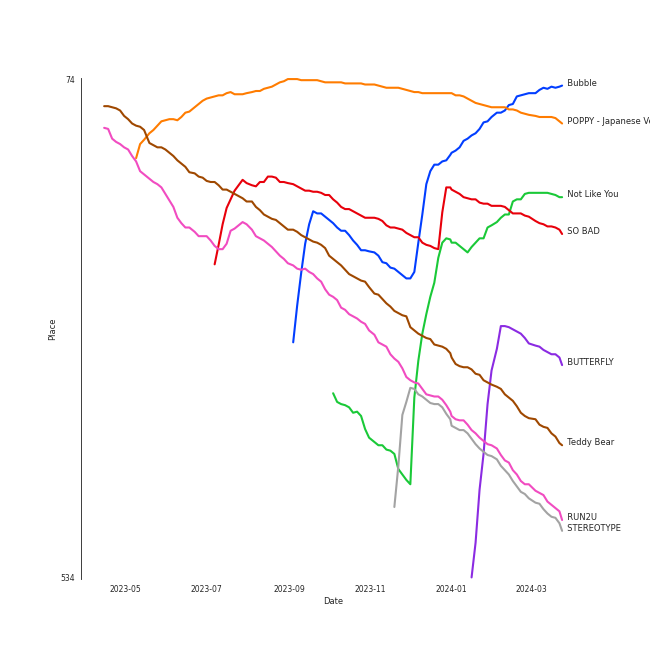 74
Bubble
POPPY - Japanese
Not Like You
SO BAD
Place
BUTTERFLY
Teddy Bear
RUN2U
STEREOTYPE
534
2023-05 2023-07 2023-09 2023-11 2024-01 2024-03
Date